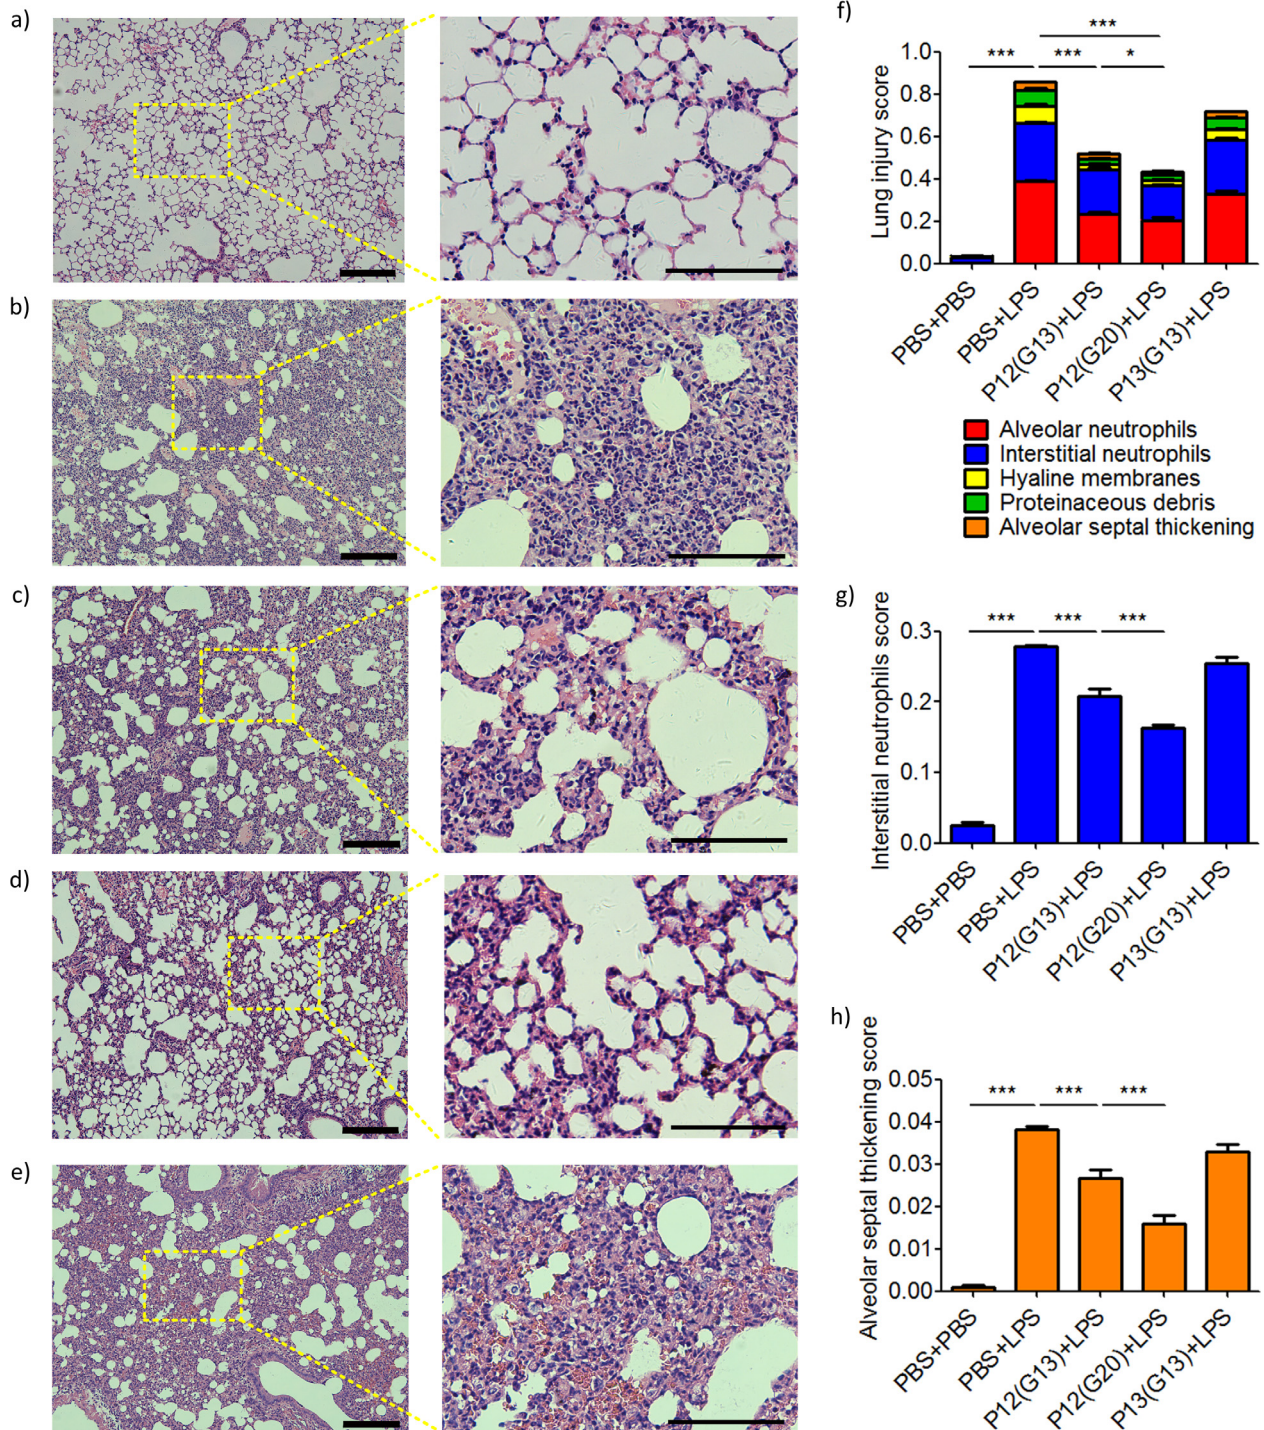 a)
b)
c)
d)
e)
f)
***
*** *** *
Lung injury score
1.0
0.8
0.6
0.4
0.2
0.0
PBS+PBS
PBS+LPS
P12(G13)+LPS
P12(G20)+LPS
P13(G13)+LPS
Alveolar neutrophils
Interstitial neutrophils
Hyaline membranes
Proteinaceous debris
Alveolar septal thickening
g)
*** *** ***
Interstitial neutrophils score
0.3
0.2
0.1
0.0
PBS+PBS
PBS+LPS
P12(G13)+LPS
P12(G20)+LPS
P13(G13)+LPS
h)
*** *** ***
Alveolar septal thickening score
0.05
0.04
0.03
0.02
0.01
0.00
PBS+PBS
PBS+LPS
P12(G13)+LPS
P12(G20)+LPS
P13(G13)+LPS